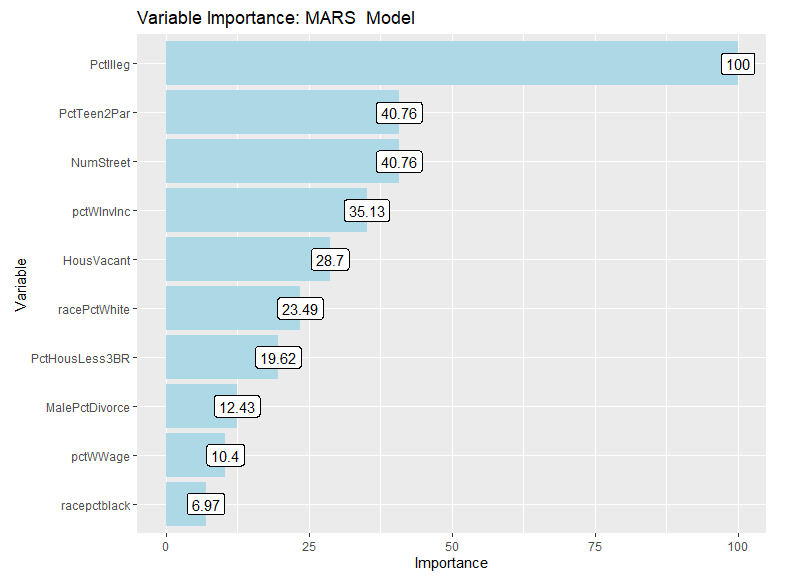 Variable Importance: MARS  Model
PctIlleg
100
PctTeen2Par
40.76
NumStreet
40.76
pctWInvInc
35.13
HousVacant
28.7
racePctWhite
23.49
PctHousLess3BR
19.62
MalePctDivorce
12.43
pctWWage
10.4
racepctblack
6.97
Variable
0 25 50 75 100
Importance